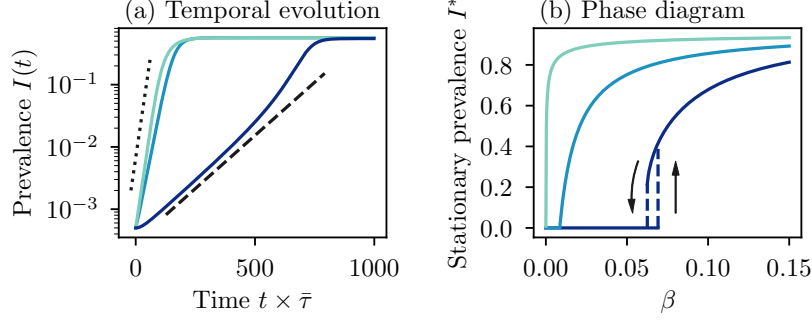 (a) Temporal evolution
Prevalence I(t)
10⁻¹
10⁻²
10⁻³
0 500 1000
Time t × τ̄
(b) Phase diagram
Stationary prevalence I*
0.8
0.6
0.4
0.2
0.0
0.00 0.05 0.10 0.15
β